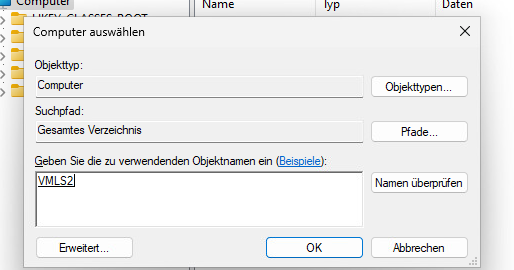 Computer
Name Typ Daten
HKEY_CLASSES_ROOT
Computer auswählen
Objekttyp:
Computer
Objekttypen...
Suchpfad:
Gesamtes Verzeichnis
Pfade...
Geben Sie die zu verwendenden Objektnamen ein (Beispiele):
VMLS2
Namen überprüfen
Erweitert...
OK
Abbrechen